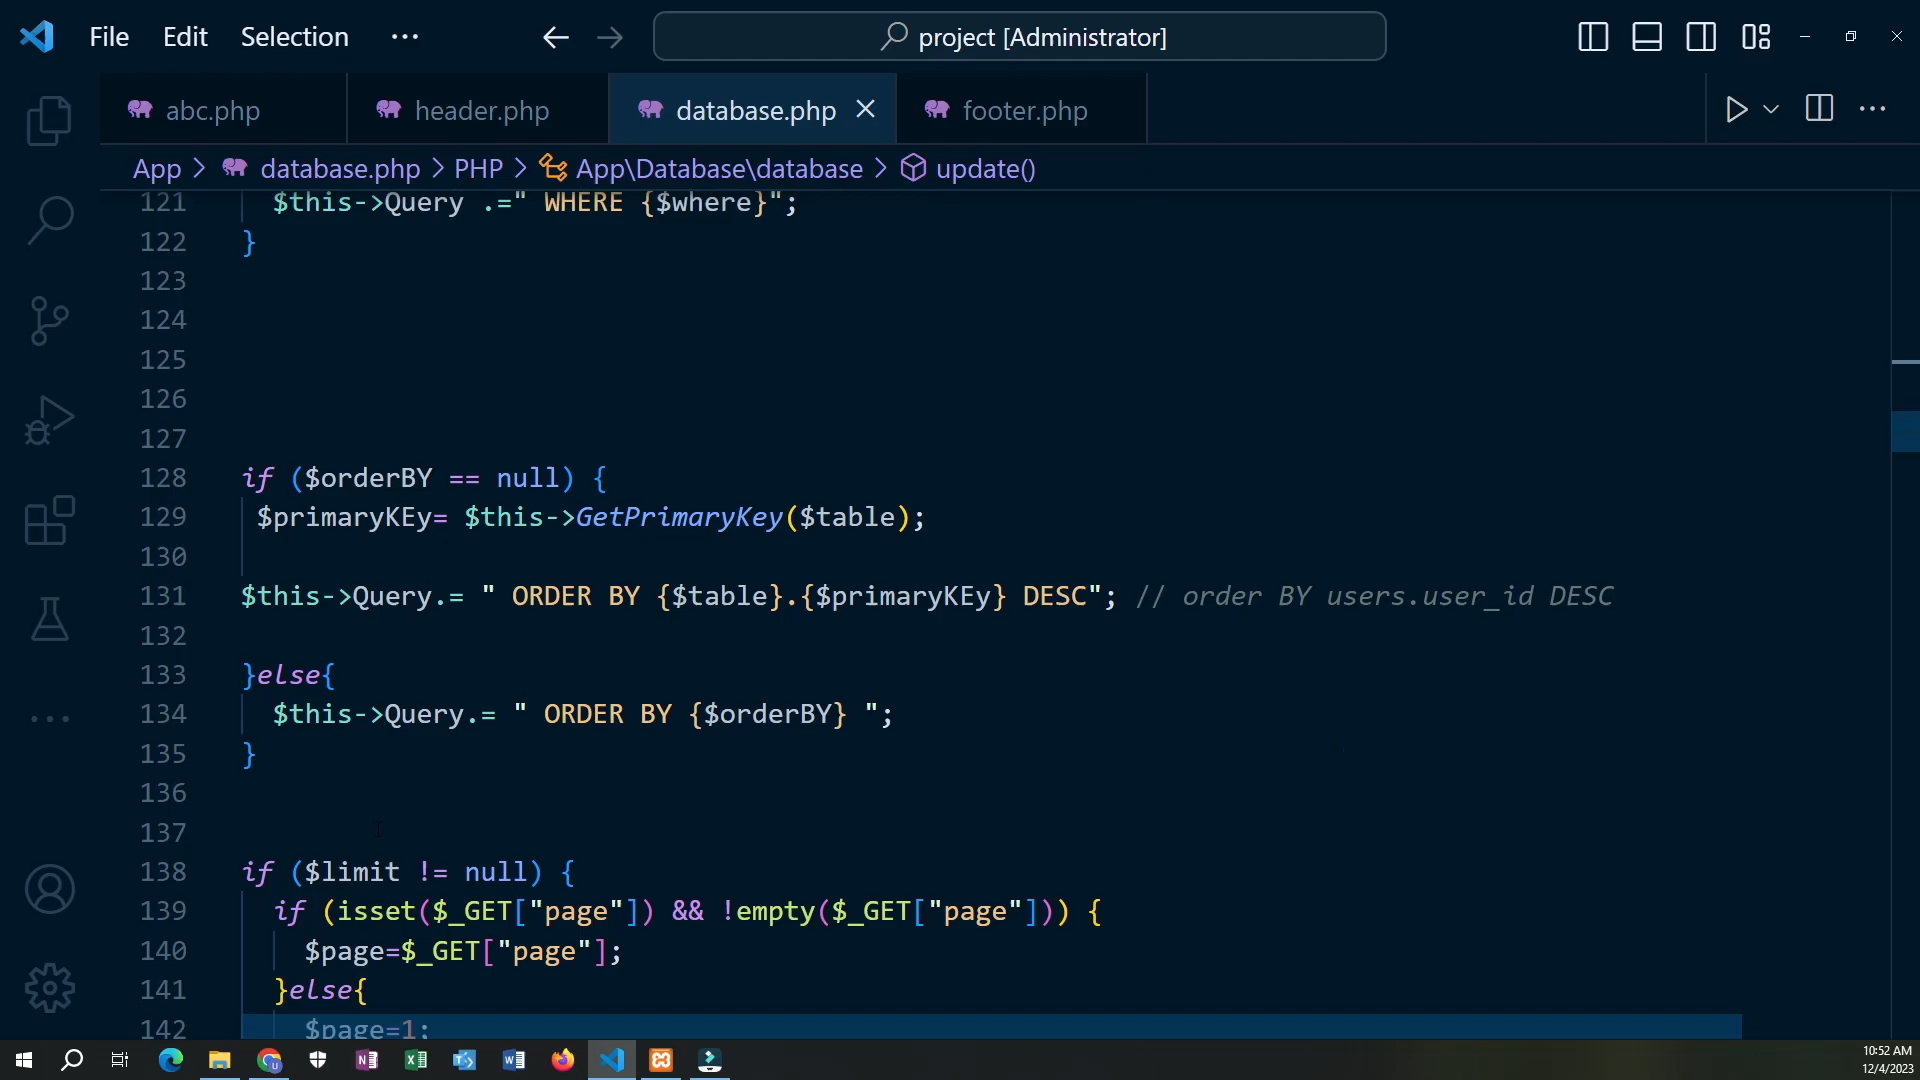 File Edit Selection ··· project [Administrator]
abc.php header.php database.php footer.php
App > database.php > PHP > App\Database\database > update()
121 $this->Query .=" WHERE {$where}";
122 }
123
124
125
126
127
128 if ($orderBY == null) {
129 $primaryKEy= $this->GetPrimaryKey($table);
130
131 $this->Query.= " ORDER BY {$table}.{$primaryKEy} DESC"; // order BY users.user_id DESC
132
133 }else{
134 $this->Query.= " ORDER BY {$orderBY} ";
135 }
136
137
138 if ($limit != null) {
139 if (isset($_GET["page"]) && !empty($_GET["page"])) {
140 $page=$_GET["page"];
141 }else{
142 $page=1;
10:52 AM
12/4/2023